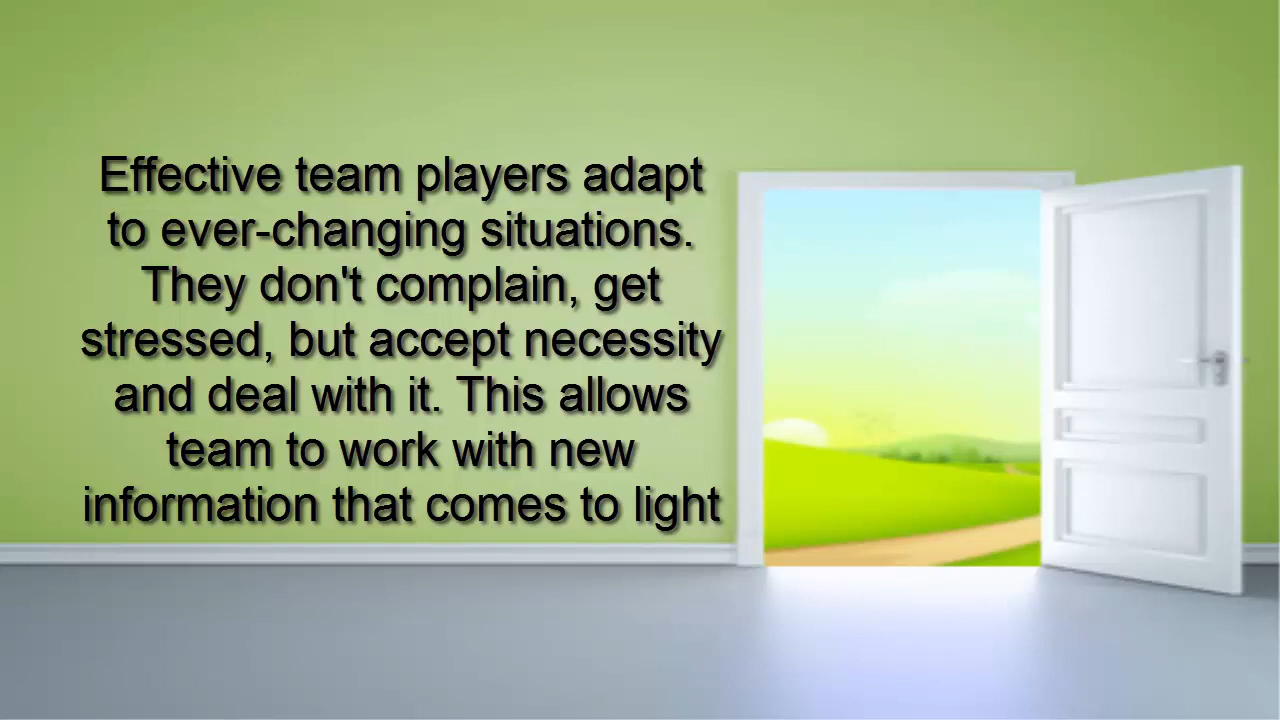 Effective team players adapt
to ever-changing situations.
They don't complain, get
stressed, but accept necessity
and deal with it. This allows
team to work with new
information that comes to light